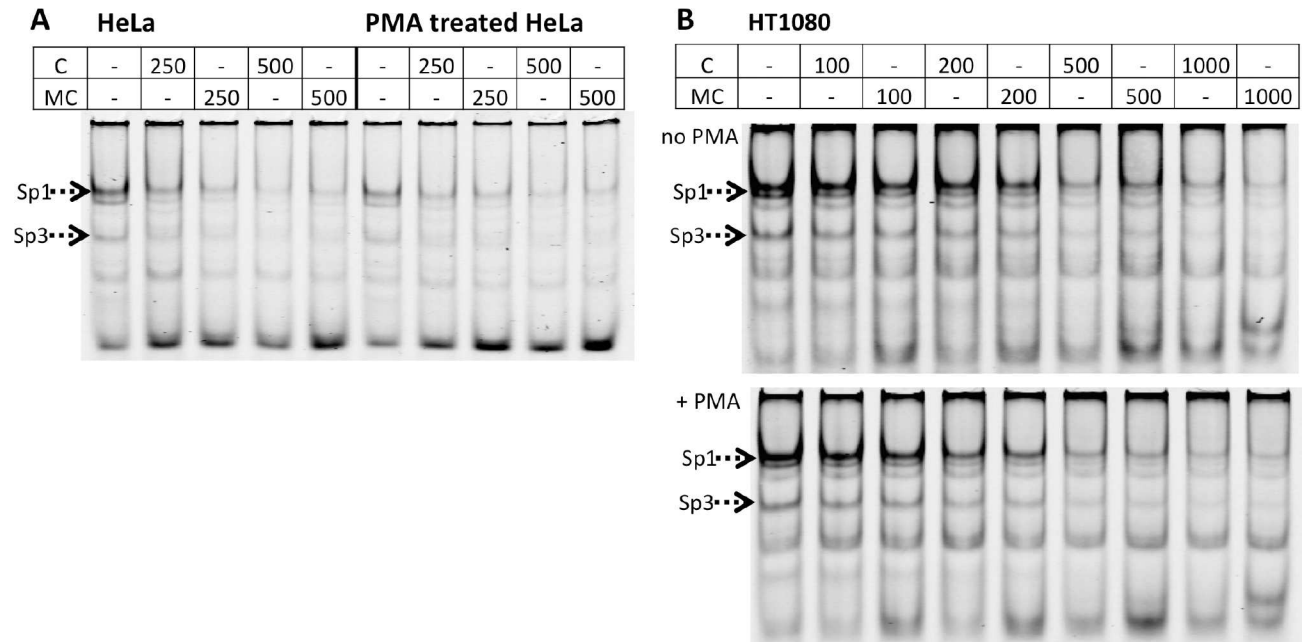 A HeLa PMA treated HeLa
C - 250 - 500 - - 250 - 500 -
MC - - 250 - 500 - - 250 - 500
Sp1
Sp3
B HT1080
C - 100 - 200 - 500 - 1000 -
MC - - 100 - 200 - 500 - 1000
no PMA
Sp1
Sp3
+ PMA
Sp1
Sp3